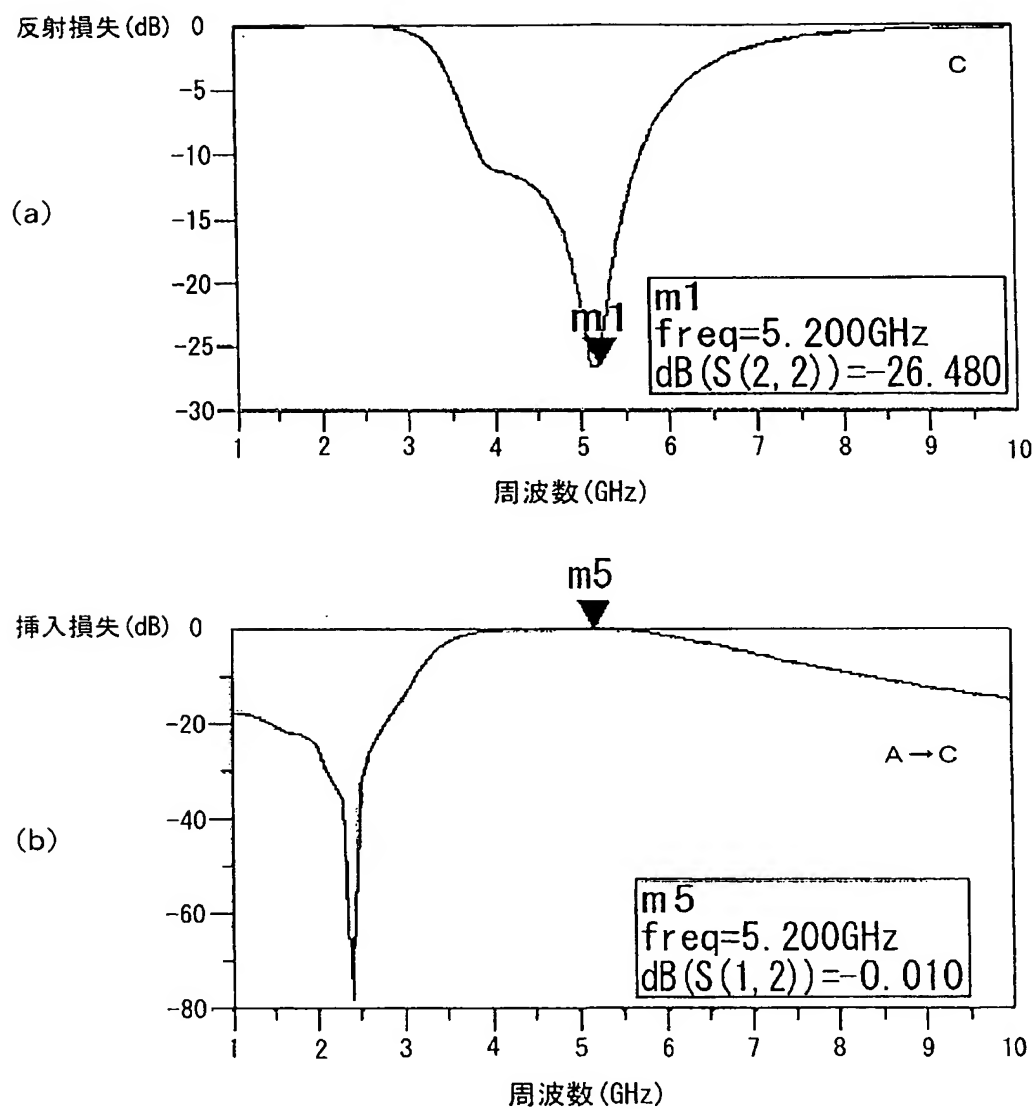 反射損失(dB)
0
C
-5
-10
(a)
-15
-20
m1
m1
freq=5.200GHz
-25
dB(S(2,2))=-26.480
-30
1 2 3 4 5 6 7 8 9 10
周波数(GHz)
m5
挿入損失(dB) 0
-20
A→C
-40
(b)
-60
m5
freq=5.200GHz
dB(S(1,2))=-0.010
-80
1 2 3 4 5 6 7 8 9 10
周波数(GHz)